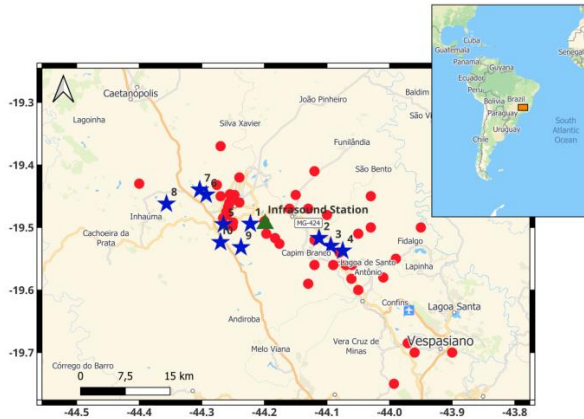 Cuba
Guatemala
Panama
Guyana
Ecuador
Peru
Brazil
Bolivia
Paraguay
Uruguay
Chile
Senegal
South
Atlantic
Ocean
-19.3
-19.4
-19.5
-19.6
-19.7
Caetanópolis
João Pinheiro
Baldim
Lagoinha
Silva Xavier
Funilândia
São Bento
7
6
8
5
1
Infrasound Station
Inhaúma
MG-424
10
9
2
3
4
Cachoeira da
Prata
Capim Branco
Fidalgo
Lagoa de Santo
Antônio
Lapinha
Confins
Lagoa Santa
Andiroba
Vespasiano
Melo Viana
Vera Cruz de
Minas
Córrego do Barro
0 7,5 15 km
-44.5 -44.4 -44.3 -44.2 -44.1 -44.0 -43.9 -43.8